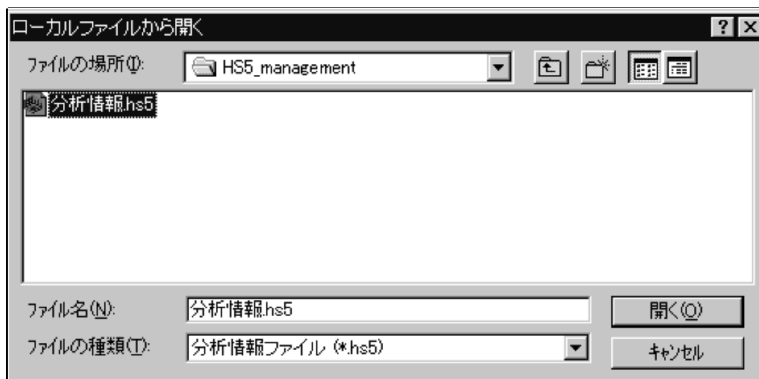 ローカルファイルから開く
ファイルの場所(I):
HS5_management
分析情報.hs5
ファイル名(N):
分析情報.hs5
開く(O)
ファイルの種類(T):
分析情報ファイル (*.hs5)
キャンセル